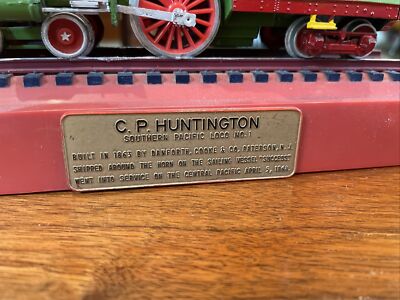 C. P. HUNTINGTON
SOUTHERN PACIFIC LOCO NO. 1
BUILT IN 1863 BY DANFORTH, COOKE & CO. PATERSON, N. J.
SHIPPED AROUND THE HORN ON THE SAILING VESSEL "SUCCESS"
WENT INTO SERVICE ON THE CENTRAL PACIFIC APRIL 5,